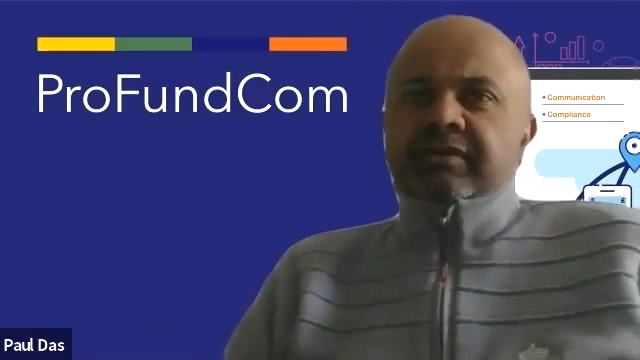 ProFundCom
• Communication
• Compliance
Paul Das